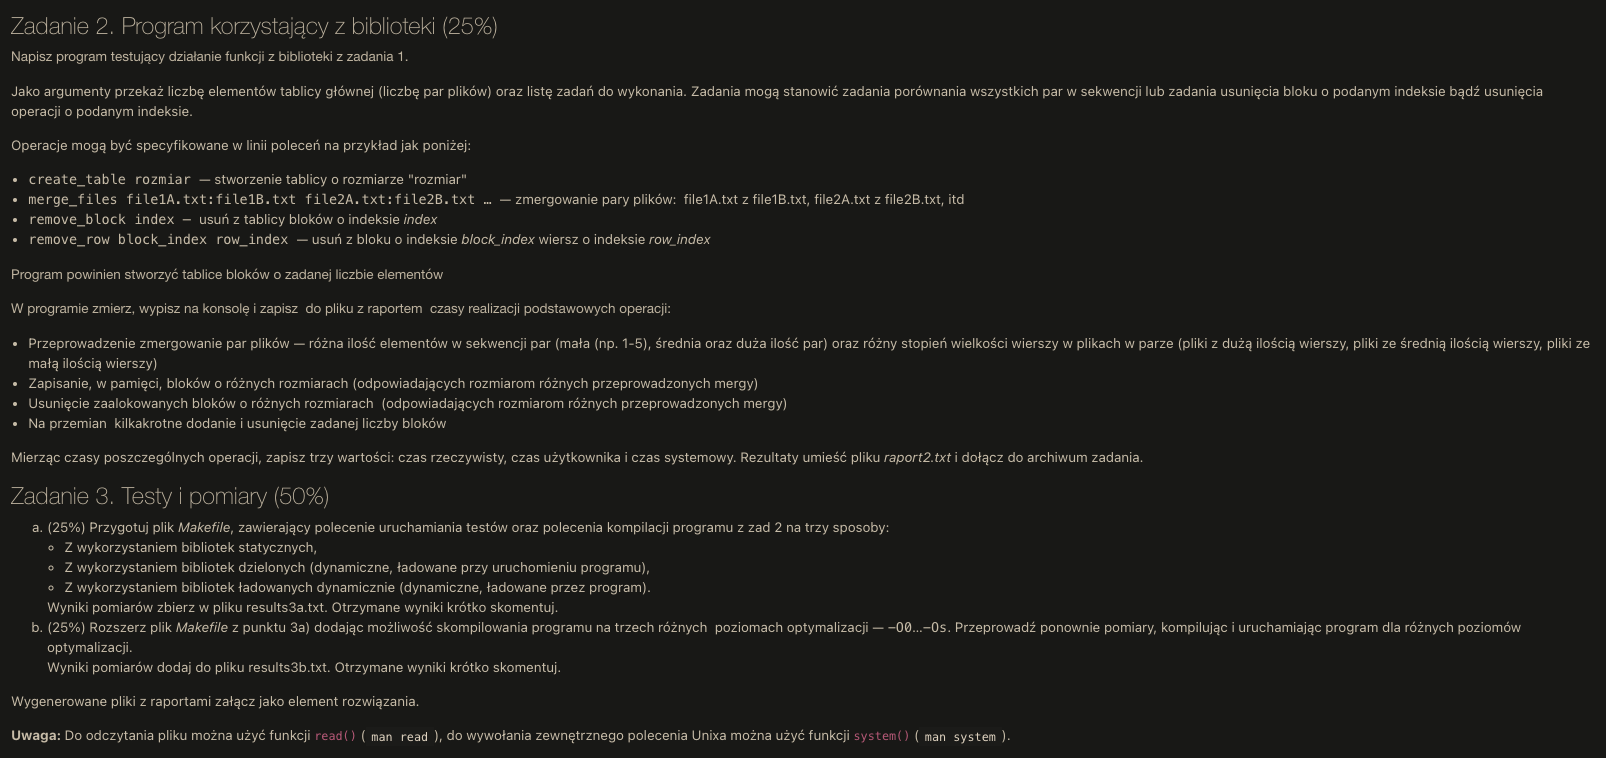 Zadanie 2. Program korzystający z biblioteki (25%)
Napisz program testujący działanie funkcji z biblioteki z zadania 1.
Jako argumenty przekaż liczbę elementów tablicy głównej (liczbę par plików) oraz listę zadań do wykonania. Zadania mogą stanowić zadania porównania wszystkich par w sekwencji lub zadania usunięcia bloku o podanym indeksie bądź usunięcia
operacji o podanym indeksie.
Operacje mogą być specyfikowane w linii poleceń na przykład jak poniżej:
• create_table rozmiar — stworzenie tablicy o rozmiarze "rozmiar"
• merge_files file1A.txt:file1B.txt file2A.txt:file2B.txt … — zmergowanie pary plików: file1A.txt z file1B.txt, file2A.txt z file2B.txt, itd
• remove_block index – usuń z tablicy bloków o indeksie index
• remove_row block_index row_index — usuń z bloku o indeksie block_index wiersz o indeksie row_index
Program powinien stworzyć tablice bloków o zadanej liczbie elementów
W programie zmierz, wypisz na konsolę i zapisz do pliku z raportem czasy realizacji podstawowych operacji:
• Przeprowadzenie zmergowanie par plików — różna ilość elementów w sekwencji par (mała (np. 1-5), średnia oraz duża ilość par) oraz różny stopień wielkości wierszy w plikach w parze (pliki z dużą ilością wierszy, pliki ze średnią ilością wierszy, pliki ze
małą ilością wierszy)
• Zapisanie, w pamięci, bloków o różnych rozmiarach (odpowiadających rozmiarom różnych przeprowadzonych mergy)
• Usunięcie zaalokowanych bloków o różnych rozmiarach (odpowiadających rozmiarom różnych przeprowadzonych mergy)
• Na przemian kilkakrotne dodanie i usunięcie zadanej liczby bloków
Mierząc czasy poszczególnych operacji, zapisz trzy wartości: czas rzeczywisty, czas użytkownika i czas systemowy. Rezultaty umieść pliku raport2.txt i dołącz do archiwum zadania.
Zadanie 3. Testy i pomiary (50%)
a. (25%) Przygotuj plik Makefile, zawierający polecenie uruchamiania testów oraz polecenia kompilacji programu z zad 2 na trzy sposoby:
◦ Z wykorzystaniem bibliotek statycznych,
◦ Z wykorzystaniem bibliotek dzielonych (dynamiczne, ładowane przy uruchomieniu programu),
◦ Z wykorzystaniem bibliotek ładowanych dynamicznie (dynamiczne, ładowane przez program).
Wyniki pomiarów zbierz w pliku results3a.txt. Otrzymane wyniki krótko skomentuj.
b. (25%) Rozszerz plik Makefile z punktu 3a) dodając możliwość skompilowania programu na trzech różnych poziomach optymalizacji — –O0…–Os. Przeprowadź ponownie pomiary, kompilując i uruchamiając program dla różnych poziomów
optymalizacji.
Wyniki pomiarów dodaj do pliku results3b.txt. Otrzymane wyniki krótko skomentuj.
Wygenerowane pliki z raportami załącz jako element rozwiązania.
Uwaga: Do odczytania pliku można użyć funkcji read() ( man read ), do wywołania zewnętrznego polecenia Unixa można użyć funkcji system() ( man system ).